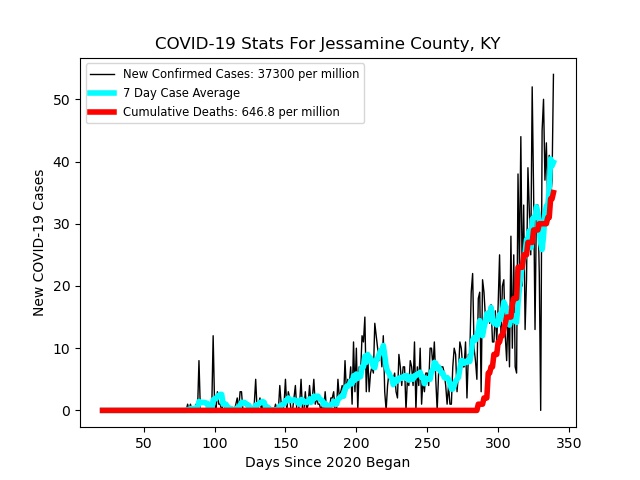 COVID-19 Stats For Jessamine County, KY
New Confirmed Cases: 37300 per million
7 Day Case Average
Cumulative Deaths: 646.8 per million
New COVID-19 Cases
50
40
30
20
10
0
50 100 150 200 250 300 350
Days Since 2020 Began